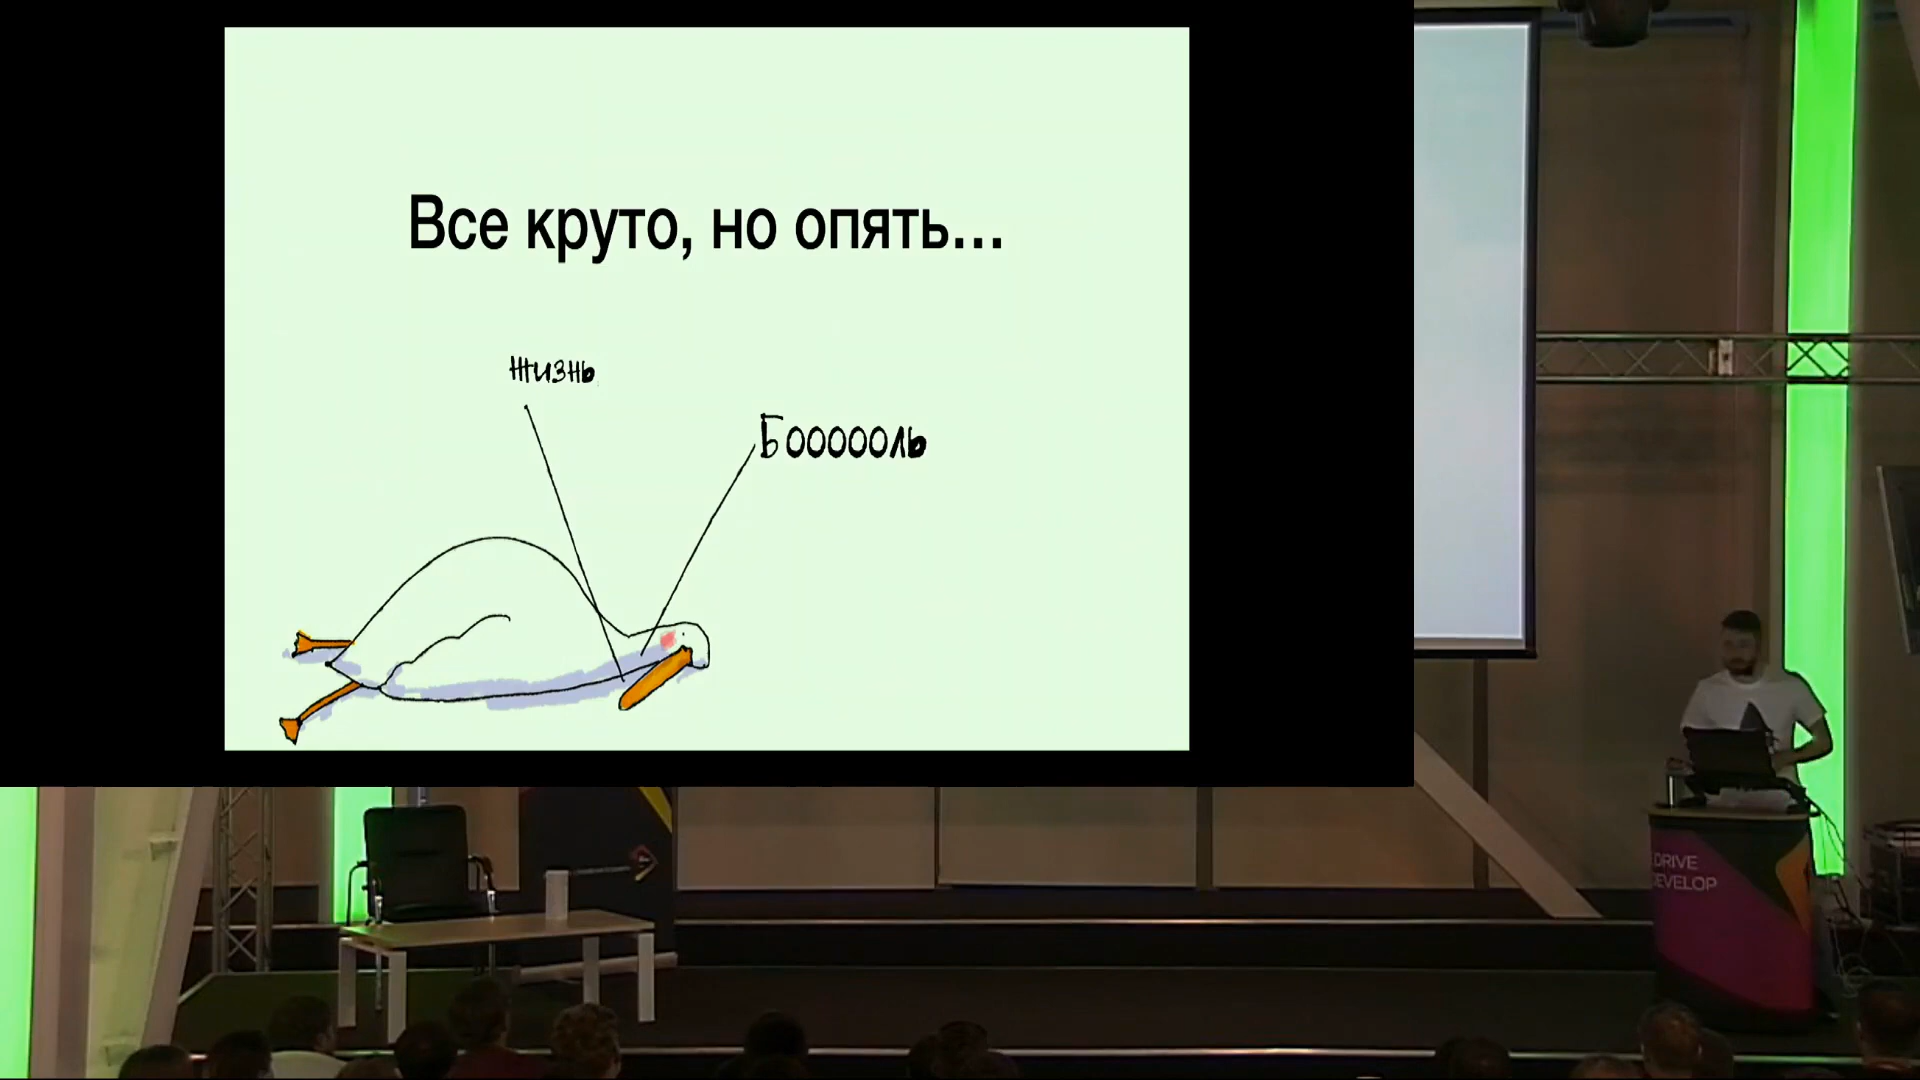 Все круто, но опять...
жизнь
Бооооль
DRIVE
DEVELOP